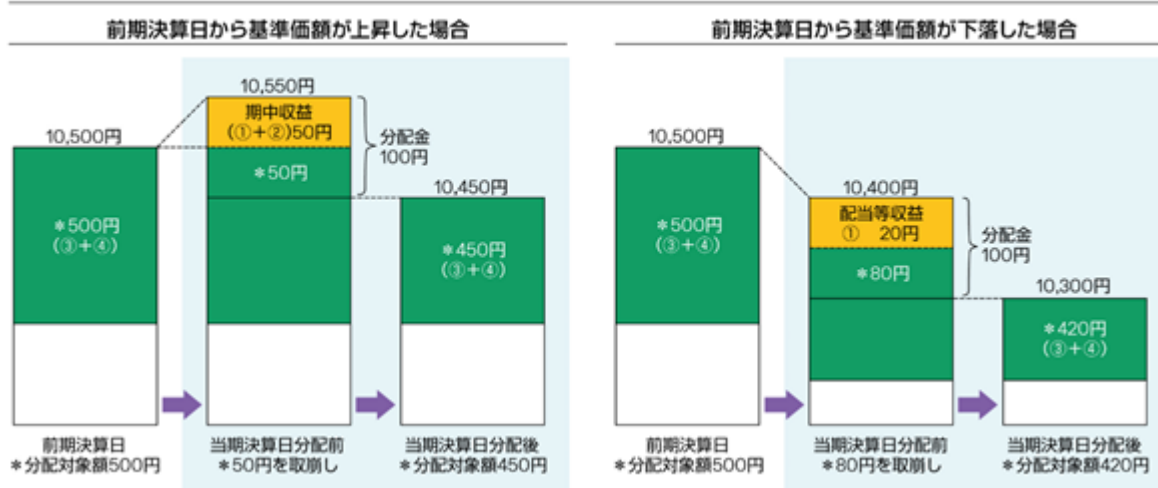 前期決算日から基準価額が上昇した場合
10,500円
10,550円
期中収益
(①+②)50円
分配金
100円
*50円
10,450円
*500円
(③+④)
*450円
(③+④)
前期決算日
*分配対象額500円
当期決算日分配前
*50円を取崩し
当期決算日分配後
*分配対象額450円
前期決算日から基準価額が下落した場合
10,500円
10,400円
配当等収益
① 20円
分配金
100円
*80円
10,300円
*500円
(③+④)
*420円
(③+④)
前期決算日
*分配対象額500円
当期決算日分配前
*80円を取崩し
当期決算日分配後
*分配対象額420円